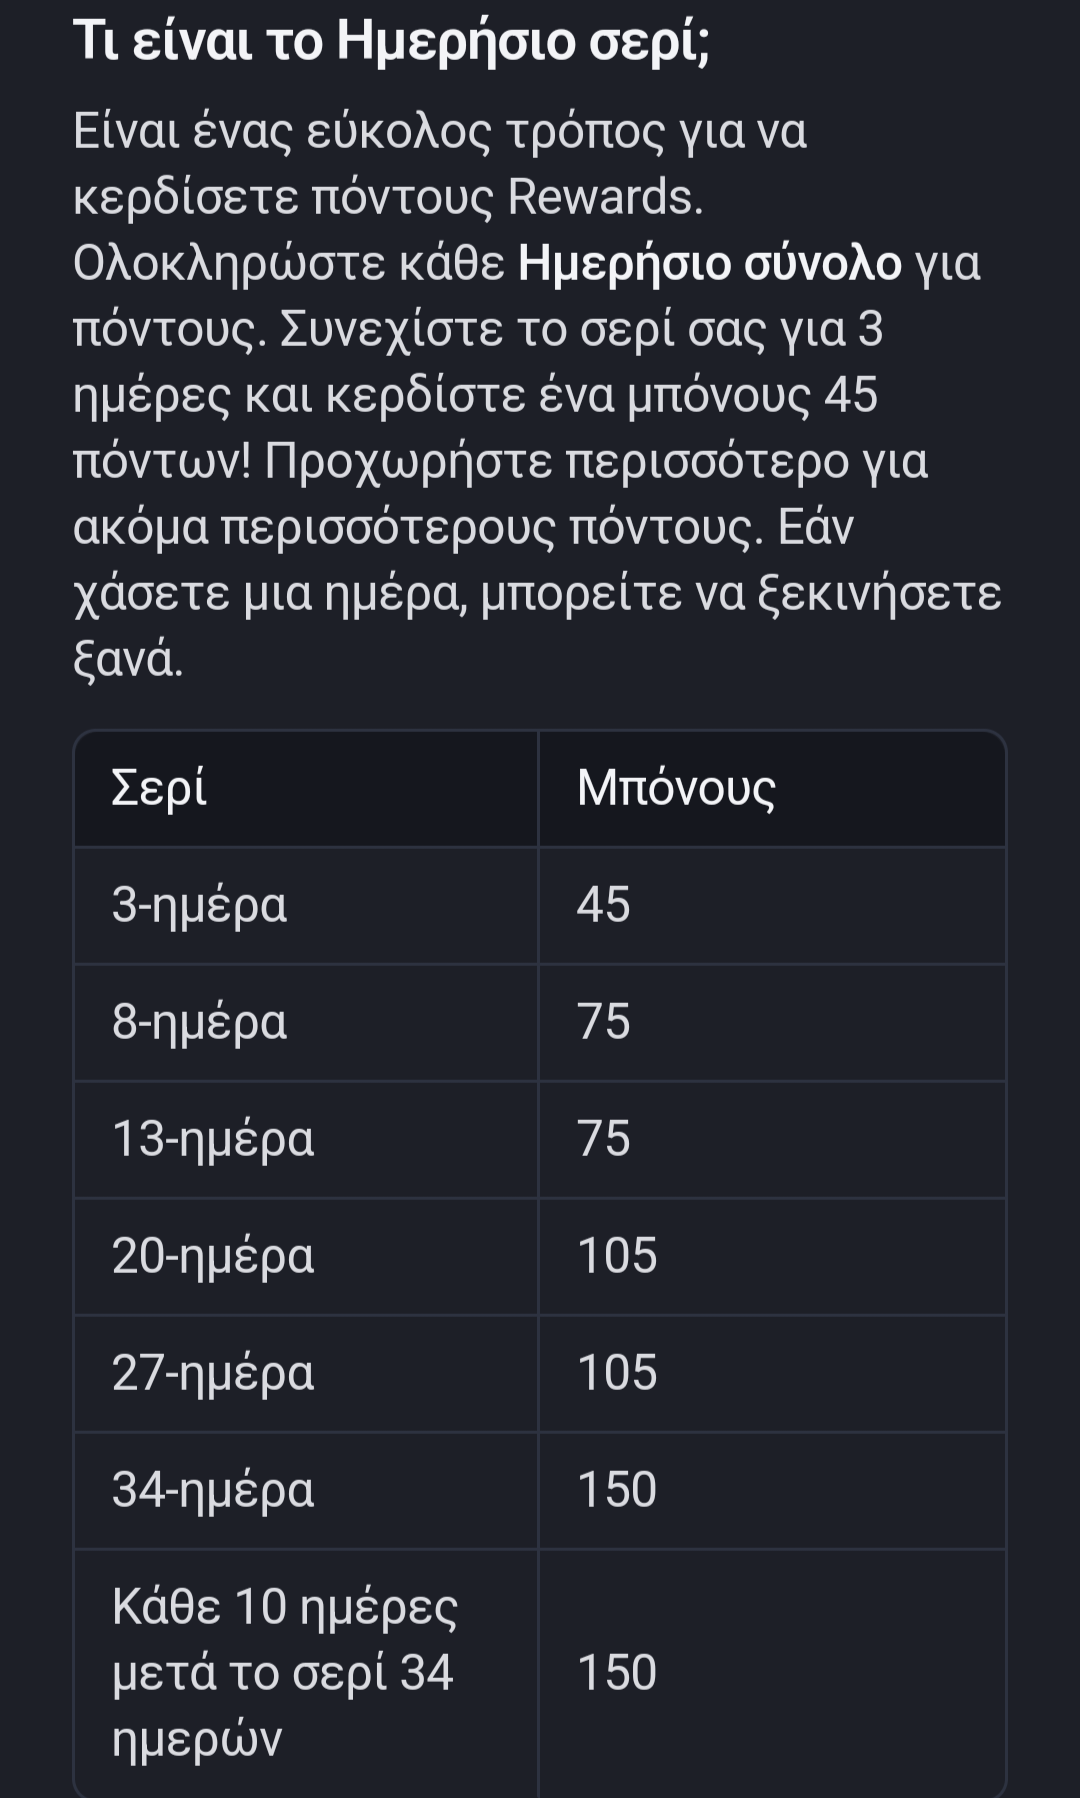 Τι είναι το Ημερήσιο σερί;
Είναι ένας εύκολος τρόπος για να
κερδίσετε πόντους Rewards.
Ολοκληρώστε κάθε Ημερήσιο σύνολο για
πόντους. Συνεχίστε το σερί σας για 3
ημέρες και κερδίστε ένα μπόνους 45
πόντων! Προχωρήστε περισσότερο για
ακόμα περισσότερους πόντους. Εάν
χάσετε μια ημέρα, μπορείτε να ξεκινήσετε
ξανά.
Σερί Μπόνους
3-ημέρα 45
8-ημέρα 75
13-ημέρα 75
20-ημέρα 105
27-ημέρα 105
34-ημέρα 150
Κάθε 10 ημέρες
μετά το σερί 34 150
ημερών